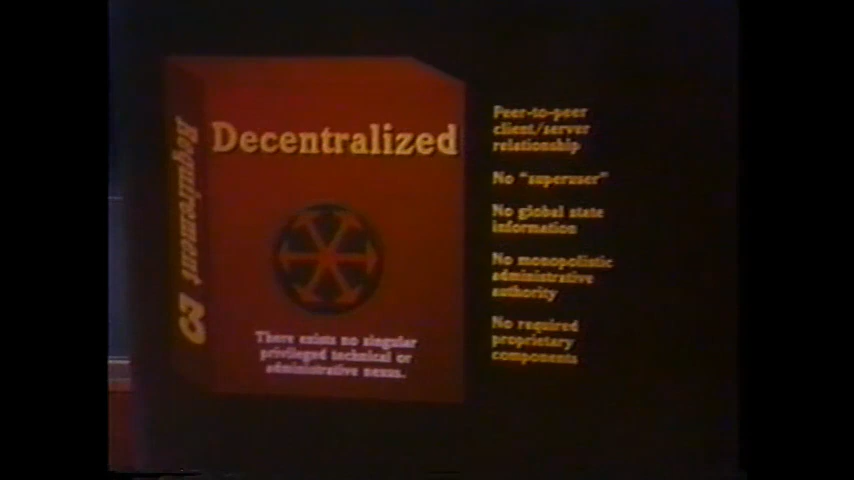 Requirement 3
Decentralized
There exists no singular
privileged technical or
administrative nexus.
Peer-to-peer
client/server
relationship
No "superuser"
No global state
information
No monopolistic
administrative
authority
No required
proprietary
components